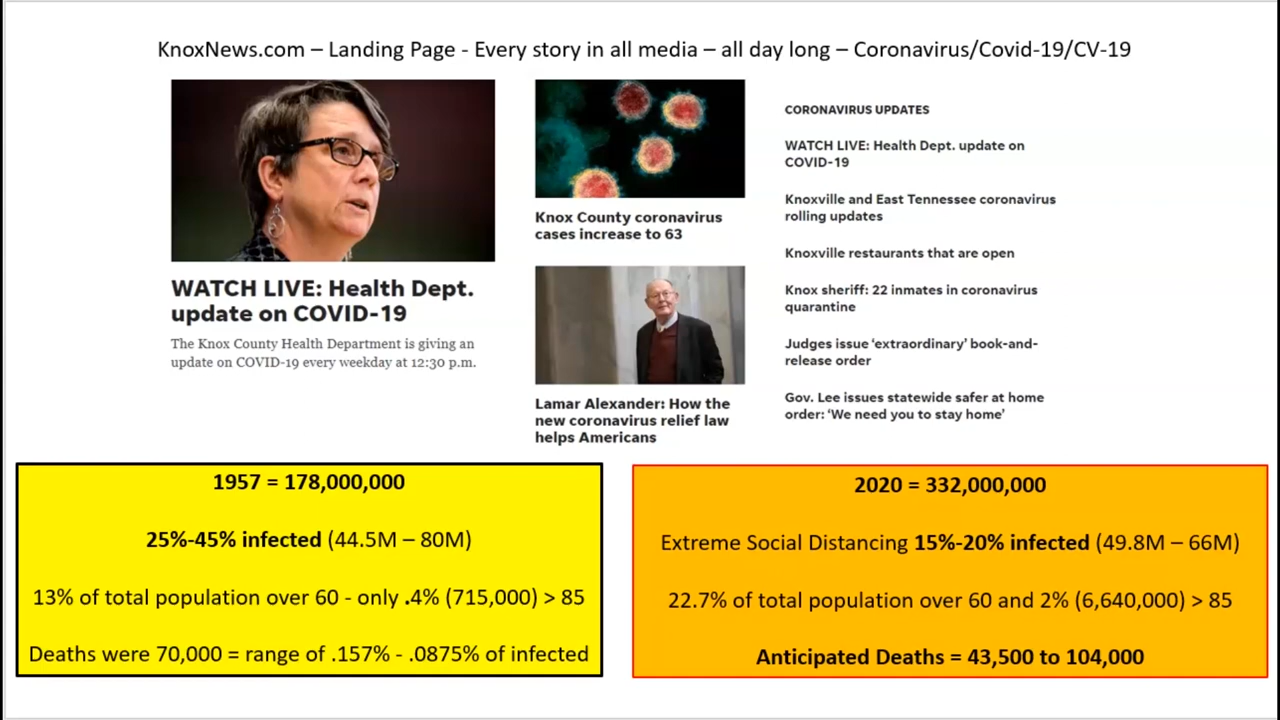 KnoxNews.com – Landing Page - Every story in all media – all day long – Coronavirus/Covid-19/CV-19
WATCH LIVE: Health Dept.
update on COVID-19
The Knox County Health Department is giving an
update on COVID-19 every weekday at 12:30 p.m.
Knox County coronavirus
cases increase to 63
Lamar Alexander: How the
new coronavirus relief law
helps Americans
CORONAVIRUS UPDATES
WATCH LIVE: Health Dept. update on
COVID-19
Knoxville and East Tennessee coronavirus
rolling updates
Knoxville restaurants that are open
Knox sheriff: 22 inmates in coronavirus
quarantine
Judges issue ‘extraordinary’ book-and-
release order
Gov. Lee issues statewide safer at home
order: ‘We need you to stay home’
1957 = 178,000,000
25%-45% infected (44.5M – 80M)
13% of total population over 60 - only .4% (715,000) > 85
Deaths were 70,000 = range of .157% - .0875% of infected
2020 = 332,000,000
Extreme Social Distancing 15%-20% infected (49.8M – 66M)
22.7% of total population over 60 and 2% (6,640,000) > 85
Anticipated Deaths = 43,500 to 104,000